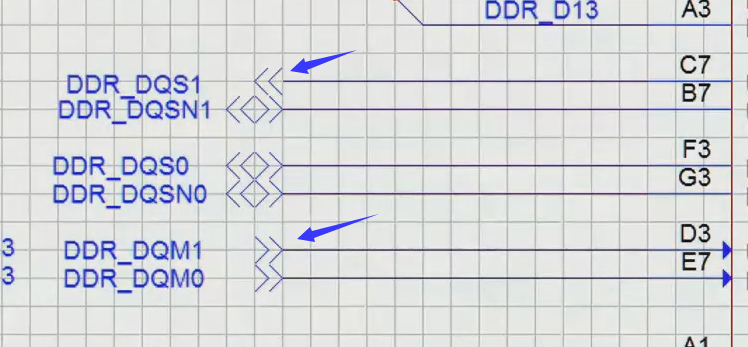 DDR_D13 A3
DDR_DQS1 C7
DDR_DQSN1 B7
DDR_DQS0 F3
DDR_DQSN0 G3
3 DDR_DQM1 D3
3 DDR_DQM0 E7
A1